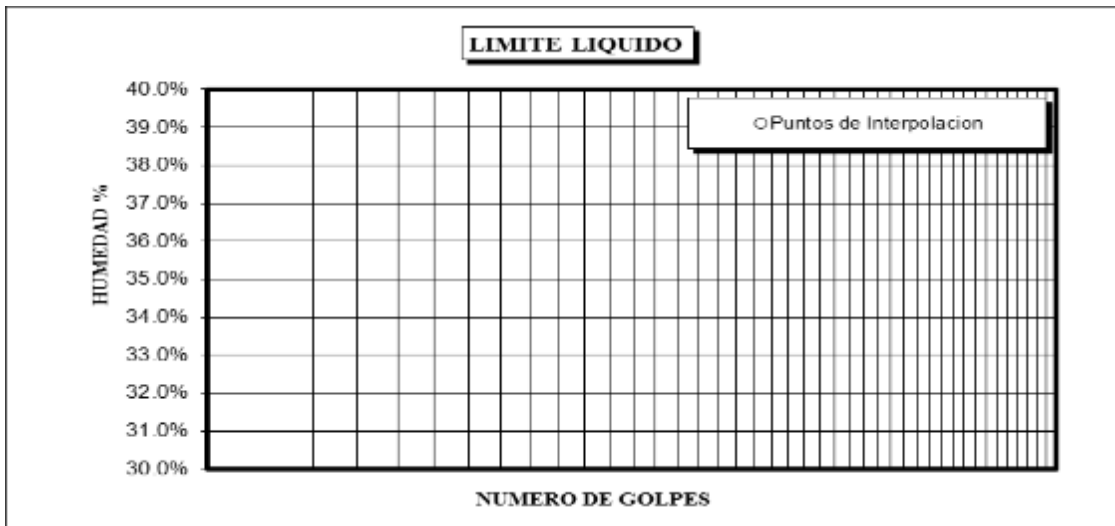 LIMITE LIQUIDO
40.0%
39.0%
38.0%
37.0%
36.0%
35.0%
34.0%
33.0%
32.0%
31.0%
30.0%
HUMEDAD %
Puntos de Interpolacion
NUMERO DE GOLPES